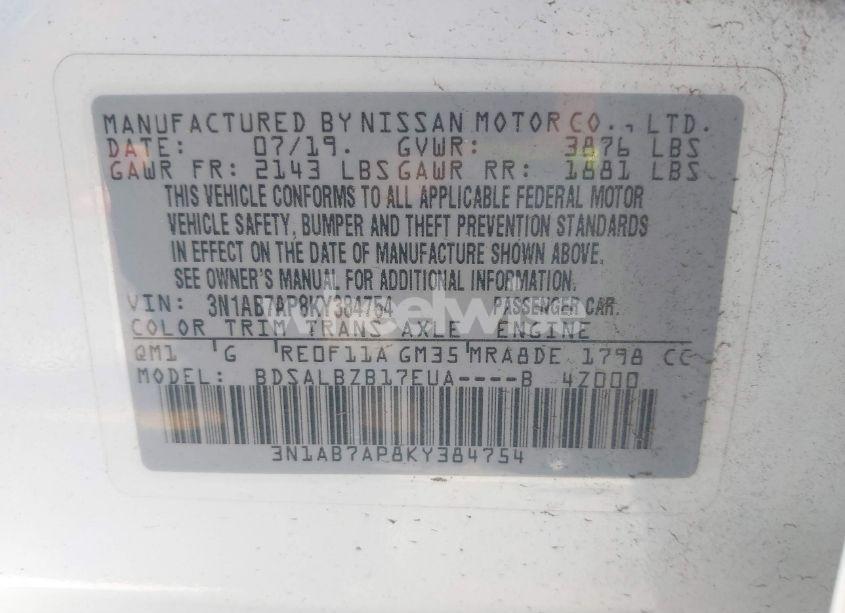 MANUFACTURED BY NISSAN MOTOR CO., LTD.
DATE: 07/19. GVWR: 3876 LBS
GAWR FR: 2143 LBS GAWR RR: 1881 LBS
THIS VEHICLE CONFORMS TO ALL APPLICABLE FEDERAL MOTOR
VEHICLE SAFETY, BUMPER AND THEFT PREVENTION STANDARDS
IN EFFECT ON THE DATE OF MANUFACTURE SHOWN ABOVE.
SEE OWNER'S MANUAL FOR ADDITIONAL INFORMATION.
VIN: 3N1AB7AP8KY384754 PASSENGER CAR.
wheelwise
COLOR TRIM TRANS AXLE ENGINE
QM1 G RE0F11A GM35 MRA8DE 1798 CC
MODEL: BDSALBZB17EUA----B 4Z000
3N1AB7AP8KY384754